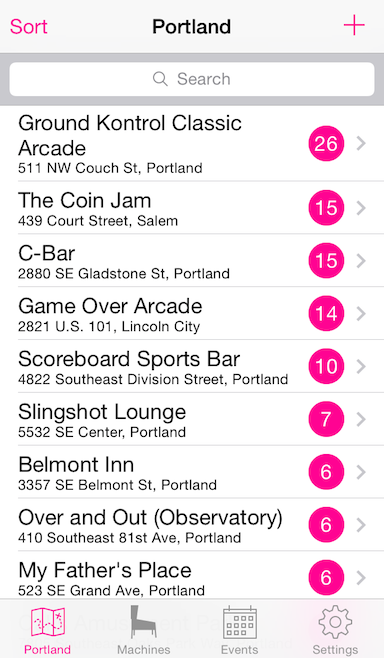 Sort Portland +
Search
Ground Kontrol Classic
Arcade
511 NW Couch St, Portland
26
The Coin Jam
439 Court Street, Salem
15
C-Bar
2880 SE Gladstone St, Portland
15
Game Over Arcade
2821 U.S. 101, Lincoln City
14
Scoreboard Sports Bar
4822 Southeast Division Street, Portland
10
Slingshot Lounge
5532 SE Center, Portland
7
Belmont Inn
3357 SE Belmont St, Portland
6
Over and Out (Observatory)
410 Southeast 81st Ave, Portland
6
My Father's Place
523 SE Grand Ave, Portland
6
Portland Machines Events Settings